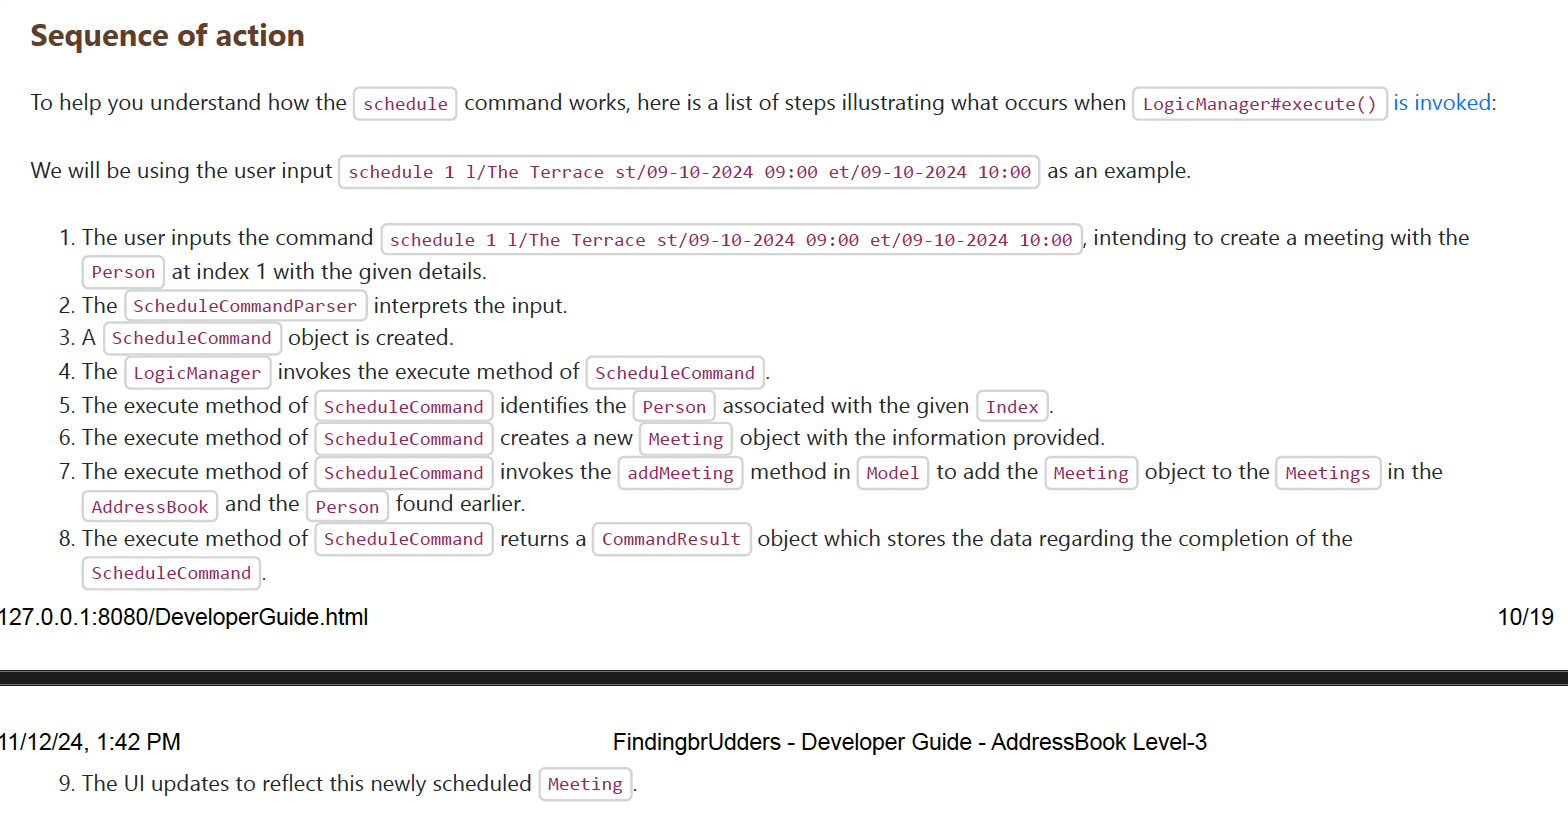 Sequence of action
To help you understand how the schedule command works, here is a list of steps illustrating what occurs when LogicManager#execute() is invoked:
We will be using the user input schedule 1 l/The Terrace st/09-10-2024 09:00 et/09-10-2024 10:00 as an example.
1. The user inputs the command schedule 1 l/The Terrace st/09-10-2024 09:00 et/09-10-2024 10:00 , intending to create a meeting with the
Person at index 1 with the given details.
2. The ScheduleCommandParser interprets the input.
3. A ScheduleCommand object is created.
4. The LogicManager invokes the execute method of ScheduleCommand .
5. The execute method of ScheduleCommand identifies the Person associated with the given Index .
6. The execute method of ScheduleCommand creates a new Meeting object with the information provided.
7. The execute method of ScheduleCommand invokes the addMeeting method in Model to add the Meeting object to the Meetings in the
AddressBook and the Person found earlier.
8. The execute method of ScheduleCommand returns a CommandResult object which stores the data regarding the completion of the
ScheduleCommand .
127.0.0.1:8080/DeveloperGuide.html 10/19
11/12/24, 1:42 PM FindingbrUdders - Developer Guide - AddressBook Level-3
9. The UI updates to reflect this newly scheduled Meeting .